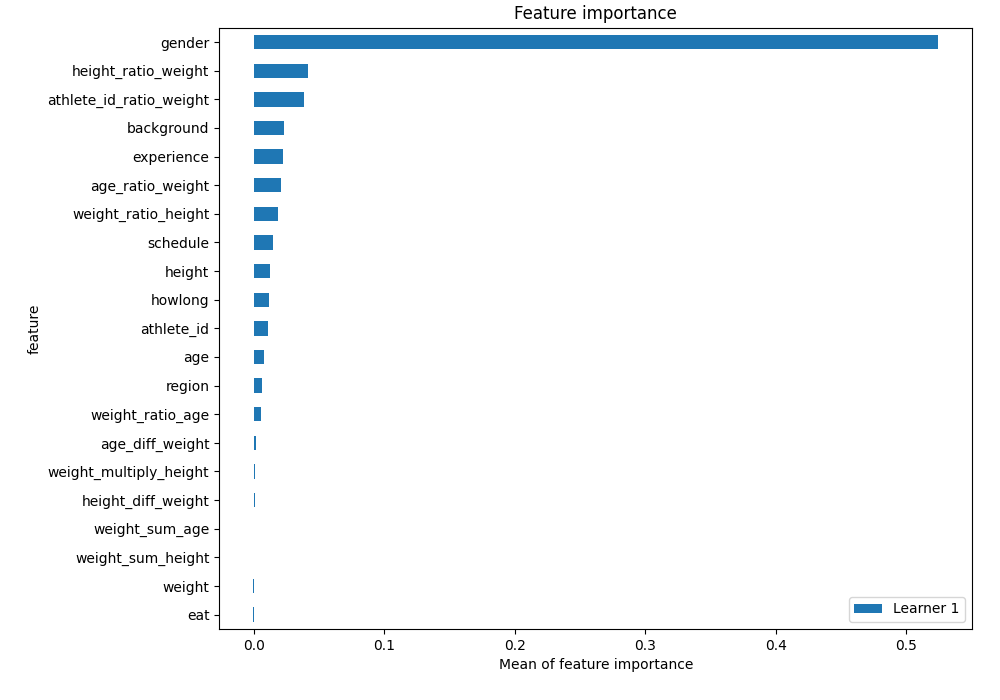 Feature importance
gender
height_ratio_weight
athlete_id_ratio_weight
background
experience
age_ratio_weight
weight_ratio_height
schedule
height
howlong
athlete_id
age
region
weight_ratio_age
age_diff_weight
weight_multiply_height
height_diff_weight
weight_sum_age
weight_sum_height
weight
eat
feature
Learner 1
0.0 0.1 0.2 0.3 0.4 0.5
Mean of feature importance